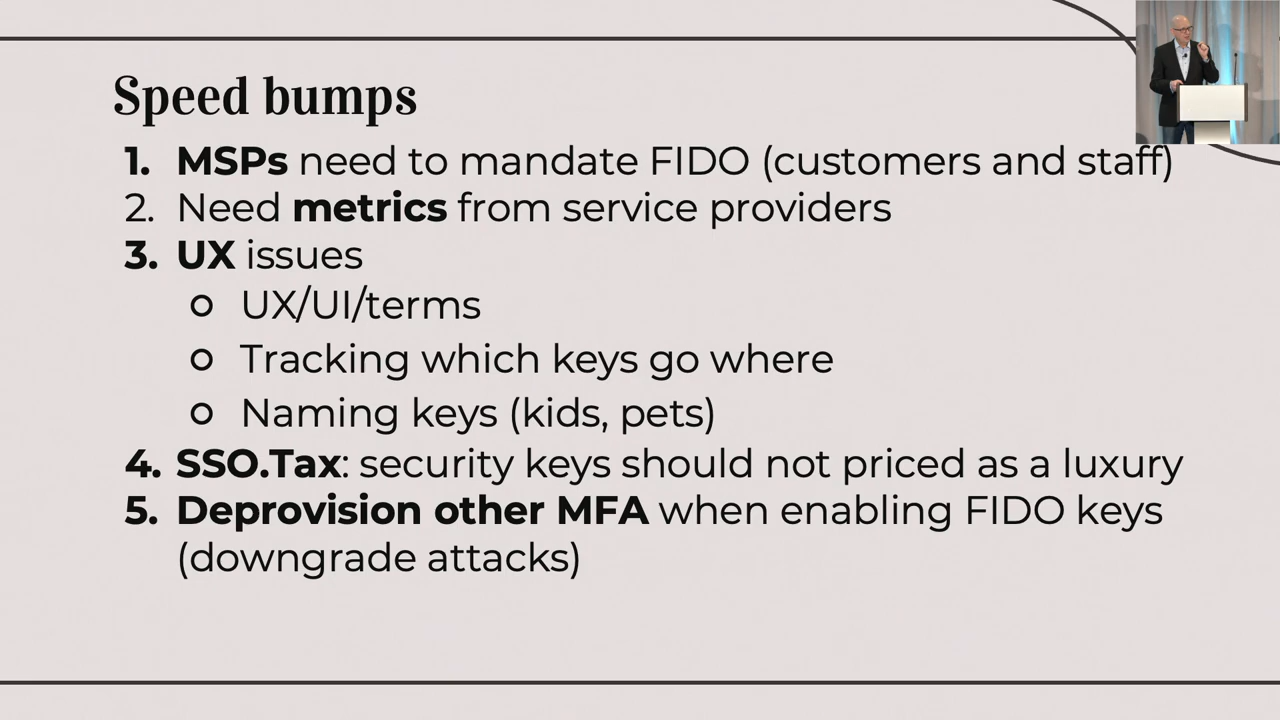 Speed bumps
1. MSPs need to mandate FIDO (customers and staff)
2. Need metrics from service providers
3. UX issues
o UX/UI/terms
o Tracking which keys go where
o Naming keys (kids, pets)
4. SSO.Tax: security keys should not priced as a luxury
5. Deprovision other MFA when enabling FIDO keys
(downgrade attacks)